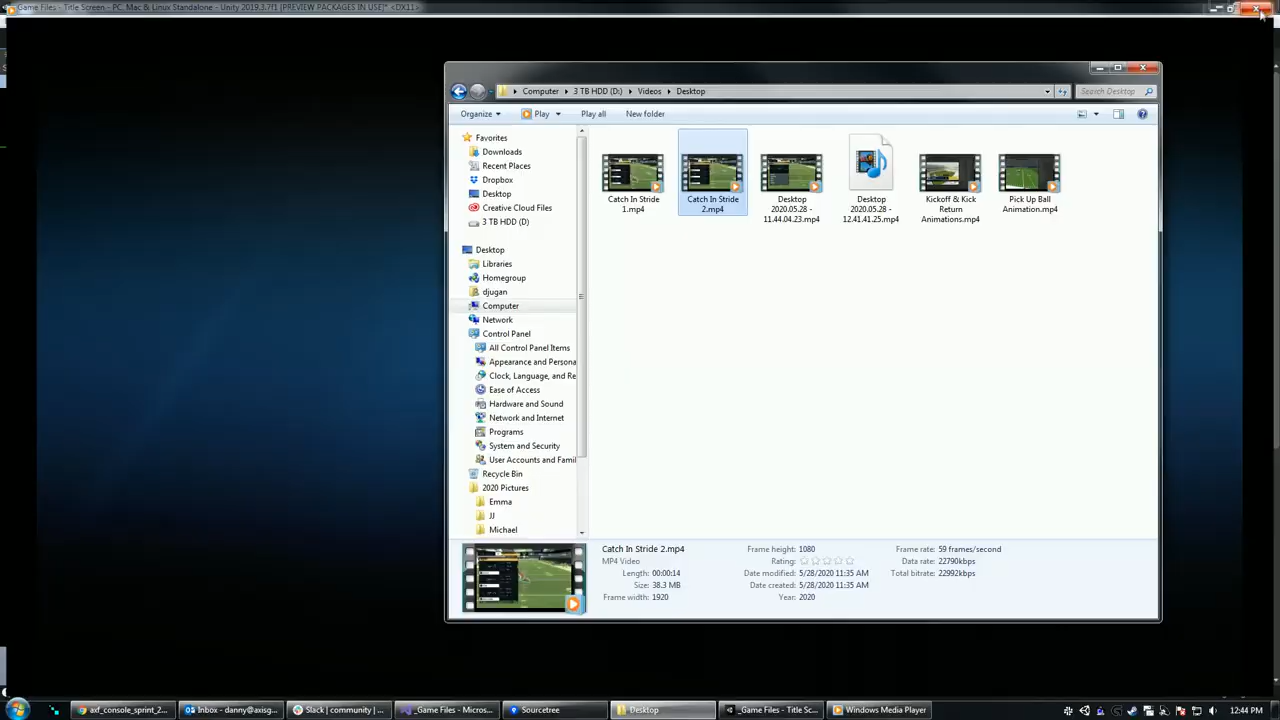 Game Files - Title Screen - PC, Mac & Linux Standalone - Unity 2019.3.7f1 [PREVIEW PACKAGES IN USE]* <DX11>
Computer 3 TB HDD (D:) Videos Desktop
Search Desktop
Organize Play Play all New folder
Favorites
Downloads
Recent Places
Dropbox
Desktop
Creative Cloud Files
3 TB HDD (D)
Desktop
Libraries
Homegroup
djugan
Computer
Network
Control Panel
All Control Panel Items
Appearance and Persona
Clock, Language, and Re
Ease of Access
Hardware and Sound
Network and Internet
Programs
System and Security
User Accounts and Famil
Recycle Bin
2020 Pictures
Emma
JJ
Michael
Catch In Stride
1.mp4
Catch In Stride
2.mp4
Desktop
2020.05.28 -
11.44.04.23.mp4
Desktop
2020.05.28 -
12.41.41.25.mp4
Kickoff & Kick
Return
Animations.mp4
Pick Up Ball
Animation.mp4
Catch In Stride 2.mp4
MP4 Video
Length: 00:00:14
Size: 38.3 MB
Frame width: 1920
Frame height: 1080
Rating:
Date modified: 5/28/2020 11:35 AM
Date created: 5/28/2020 11:35 AM
Year: 2020
Frame rate: 59 frames/second
Data rate: 22790kbps
Total bitrate: 22992kbps
axf_console_sprint_2...
Inbox - danny@axisg...
Slack | community | ...
_Game Files - Micros...
Sourcetree
Desktop
_Game Files - Title Sc...
Windows Media Player
12:44 PM